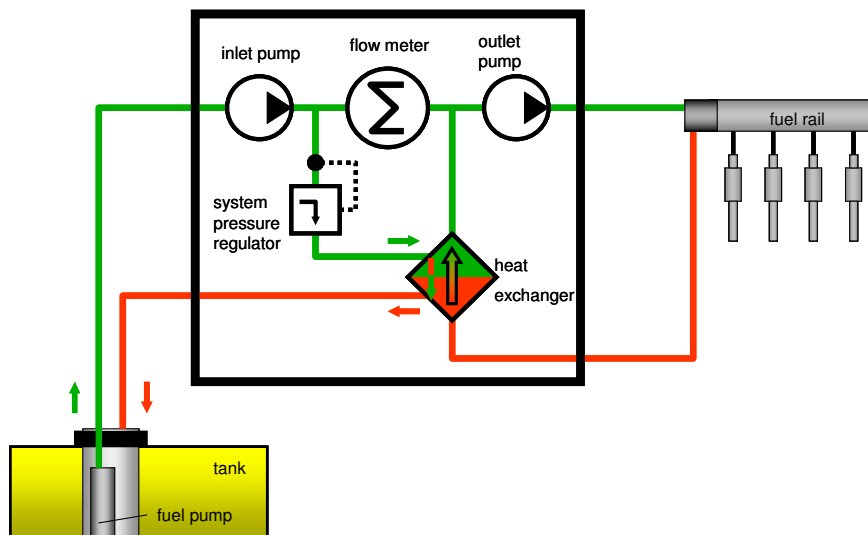 inlet pump
flow meter
outlet
pump
fuel rail
system
pressure
regulator
heat
exchanger
tank
fuel pump